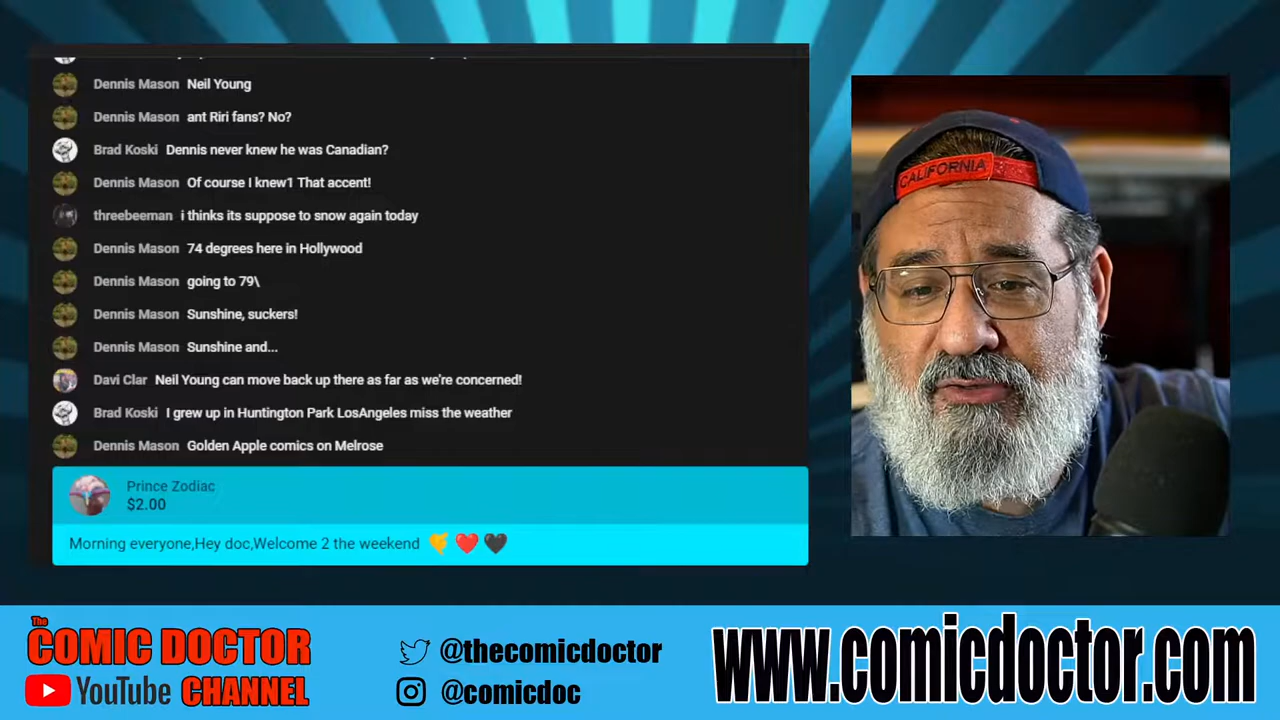 Dennis Mason Neil Young
Dennis Mason ant Riri fans? No?
Brad Koski Dennis never knew he was Canadian?
Dennis Mason Of course I knew1 That accent!
threebeeman i thinks its suppose to snow again today
Dennis Mason 74 degrees here in Hollywood
Dennis Mason going to 79\
Dennis Mason Sunshine, suckers!
Dennis Mason Sunshine and...
Davi Clar Neil Young can move back up there as far as we're concerned!
Brad Koski I grew up in Huntington Park LosAngeles miss the weather
Dennis Mason Golden Apple comics on Melrose
Prince Zodiac
$2.00
Morning everyone,Hey doc,Welcome 2 the weekend
CALIFORNIA
The
COMIC DOCTOR
YouTube CHANNEL
@thecomicdoctor
@comicdoc
www.comicdoctor.com